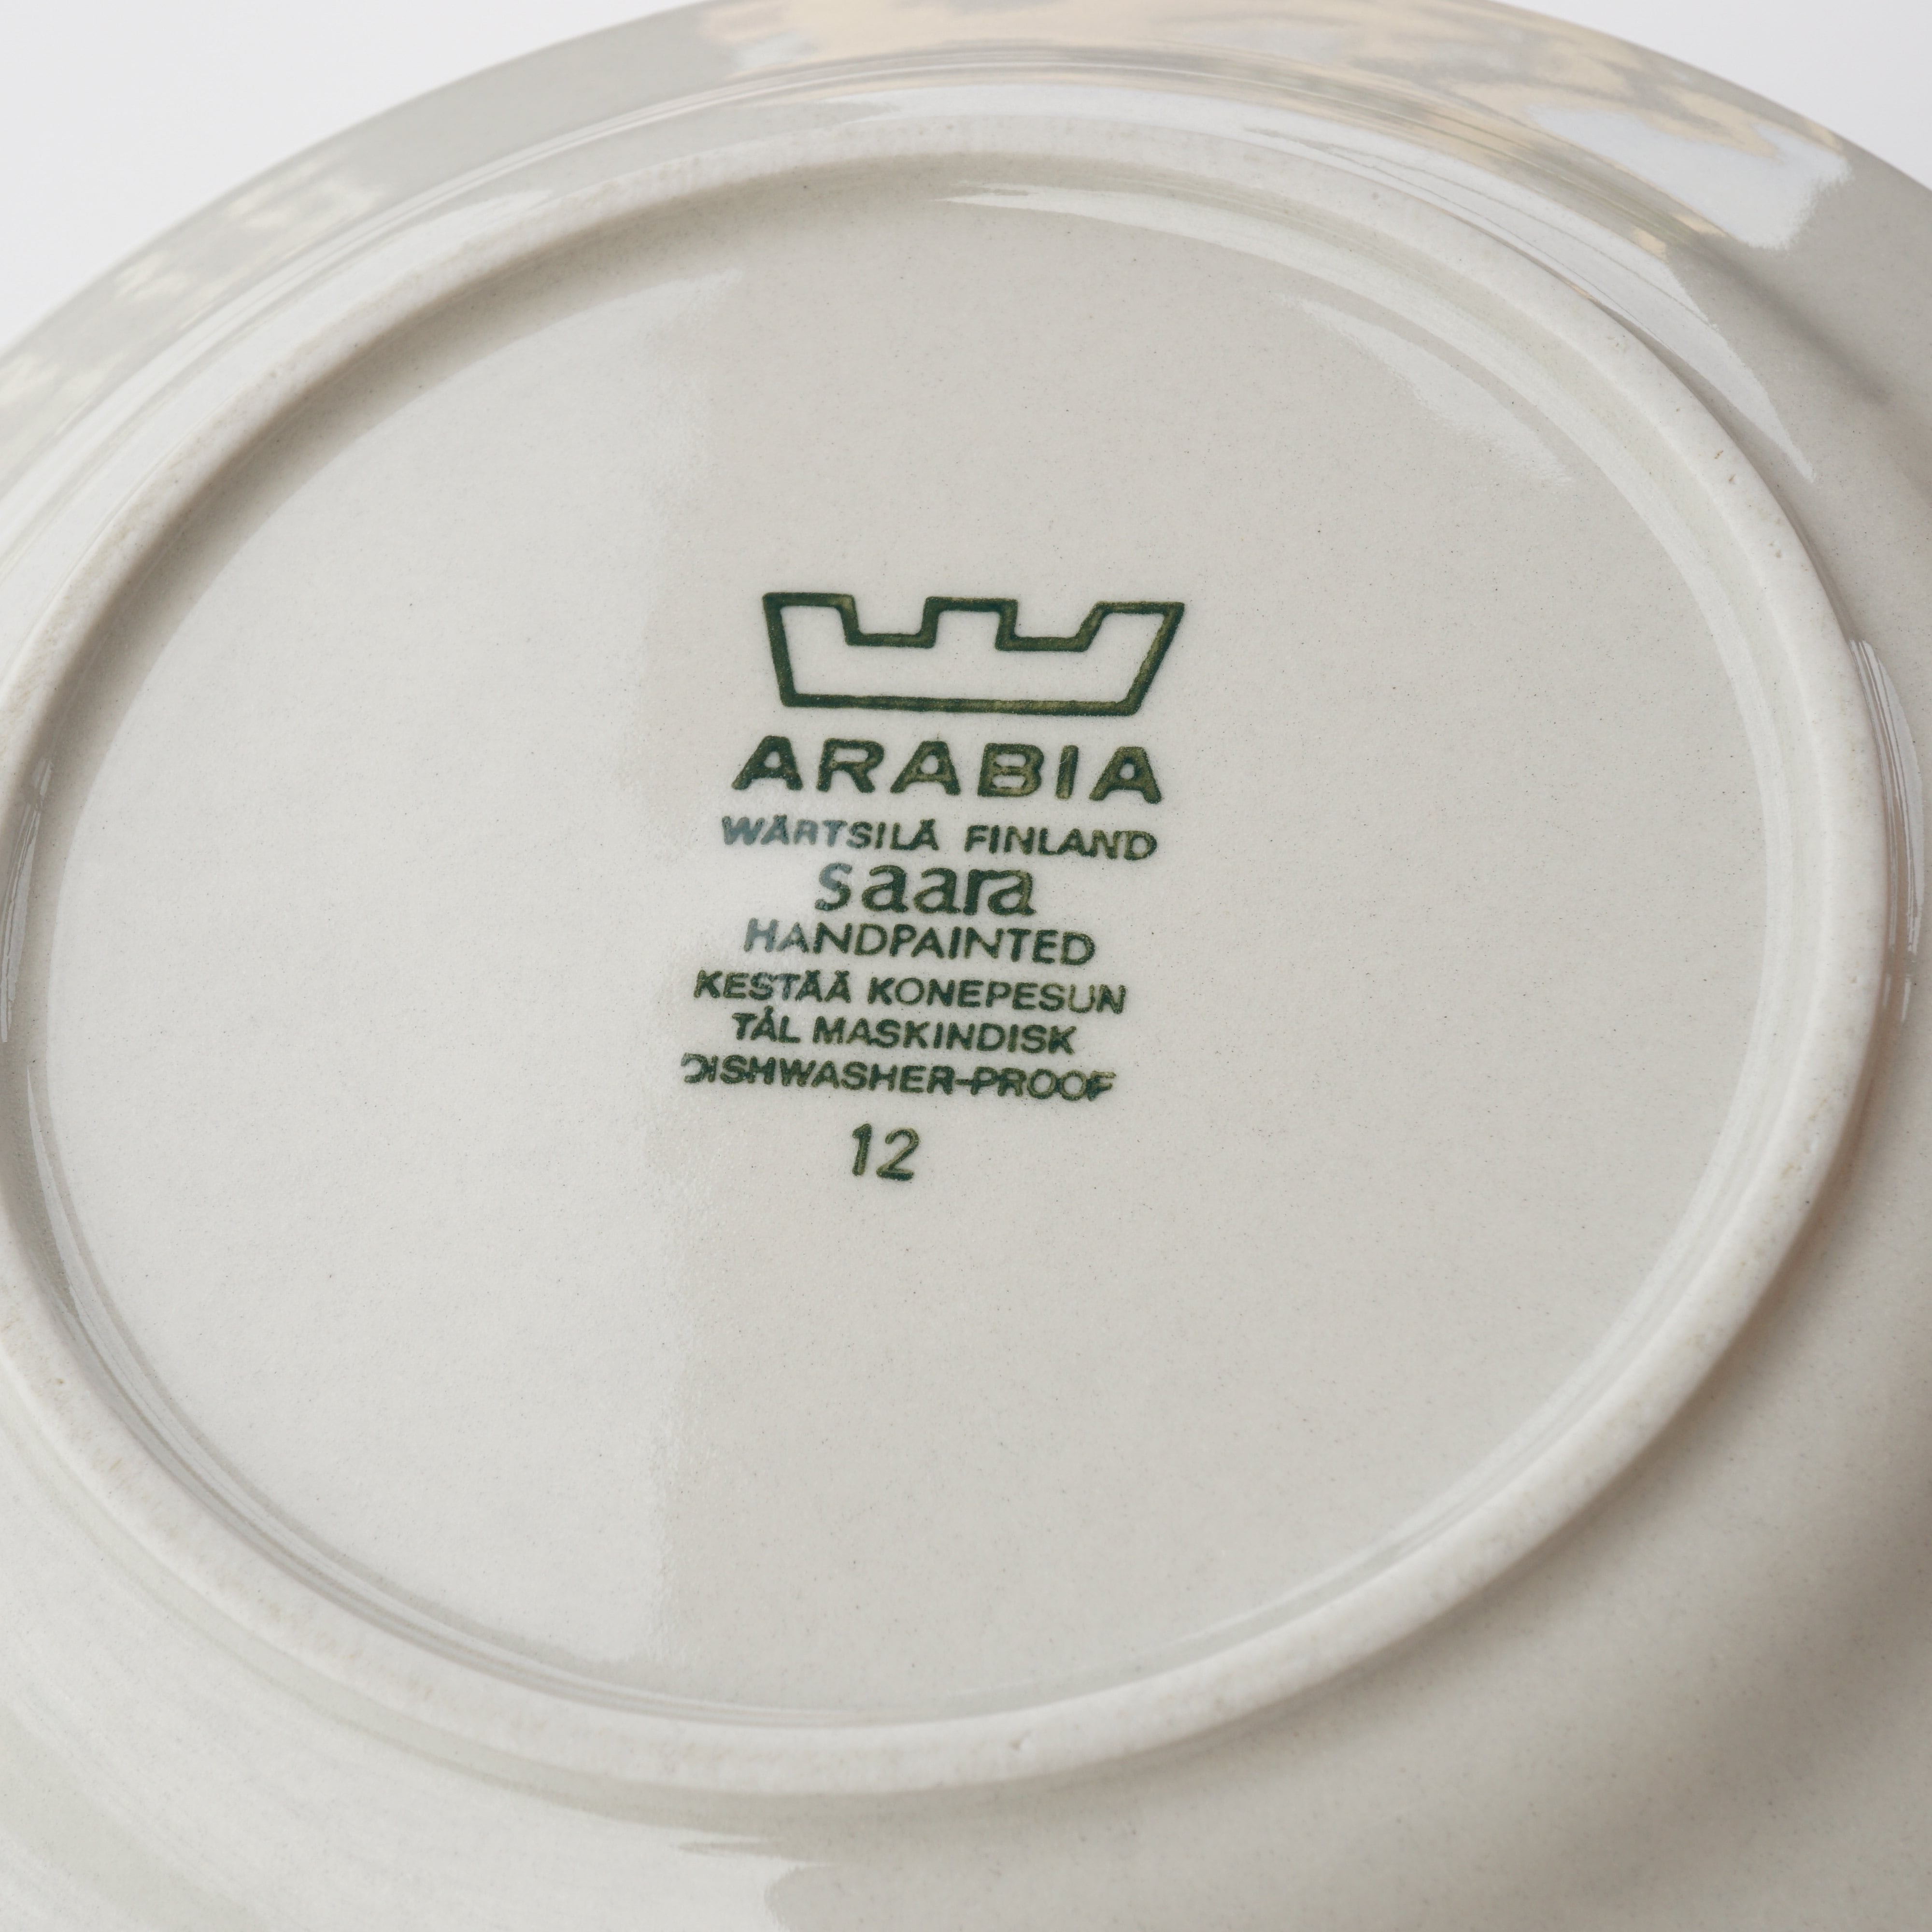 ARABIA
WÄRTSILÄ FINLAND
saara
HANDPAINTED
KESTÄÄ KONEPESUN
TÅL MASKINDISK
DISHWASHER-PROOF
12